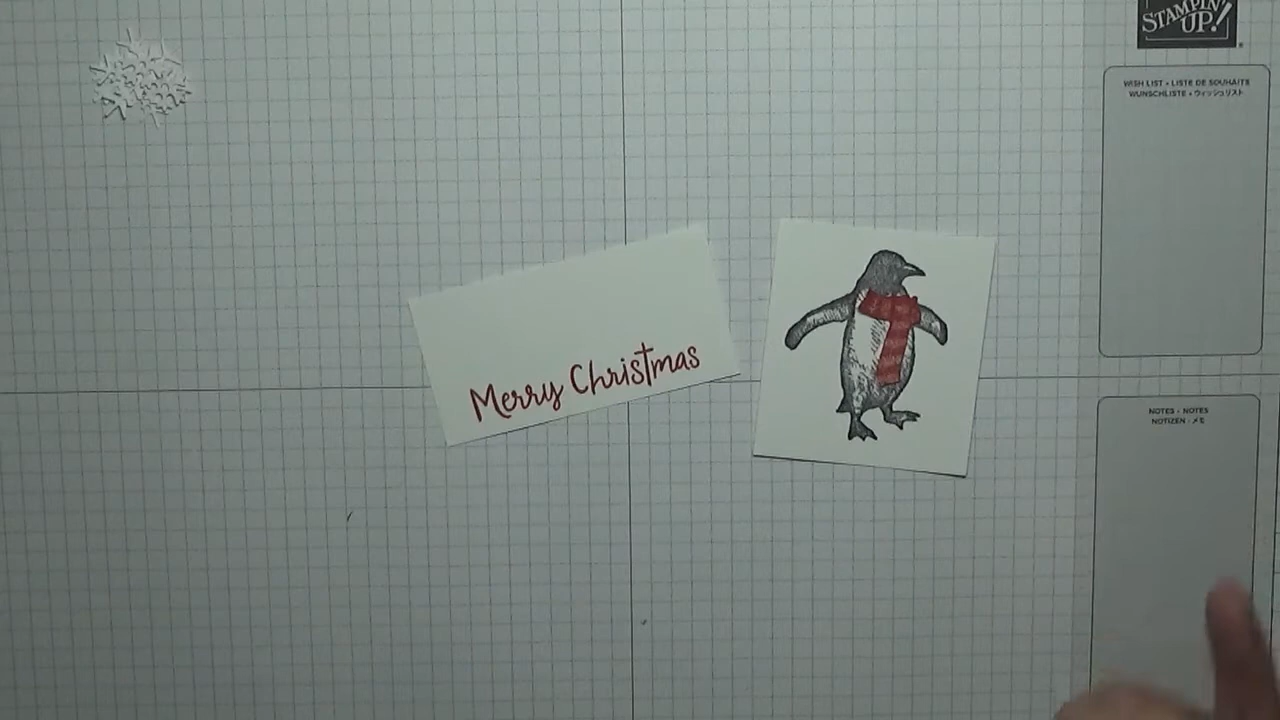 STAMPIN'
UP!
WISH LIST • LISTE DE SOUHAITS
WUNSCHLISTE • ウィッシュリスト
Merry Christmas
NOTES • NOTES
NOTIZEN • メモ